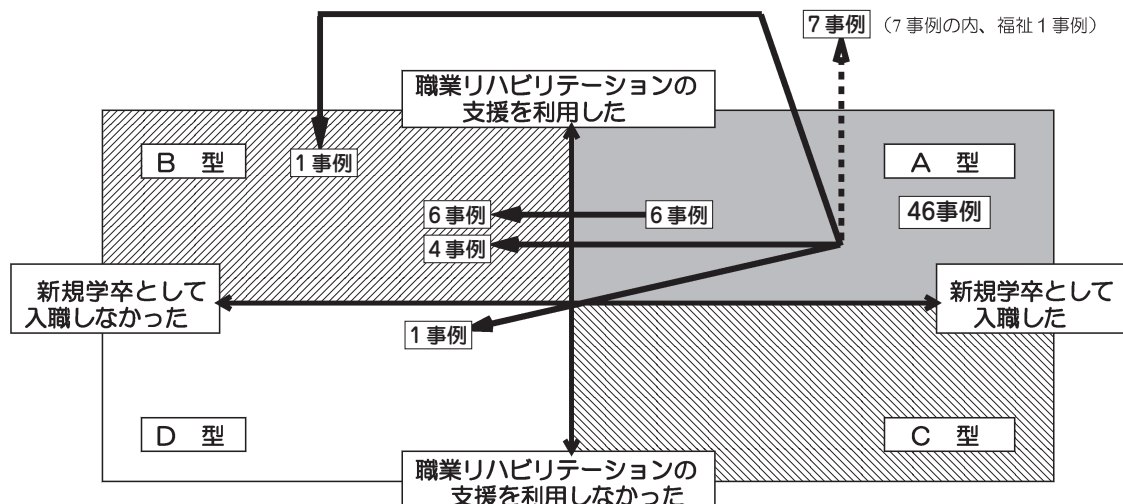 7事例 (7事例の内、福祉1事例)
職業リハビリテーションの
支援を利用した
B 型
1事例
A 型
46事例
6事例
6事例
4事例
新規学卒として
入職しなかった
新規学卒として
入職した
1事例
D 型
C 型
職業リハビリテーションの
支援を利用しなかった